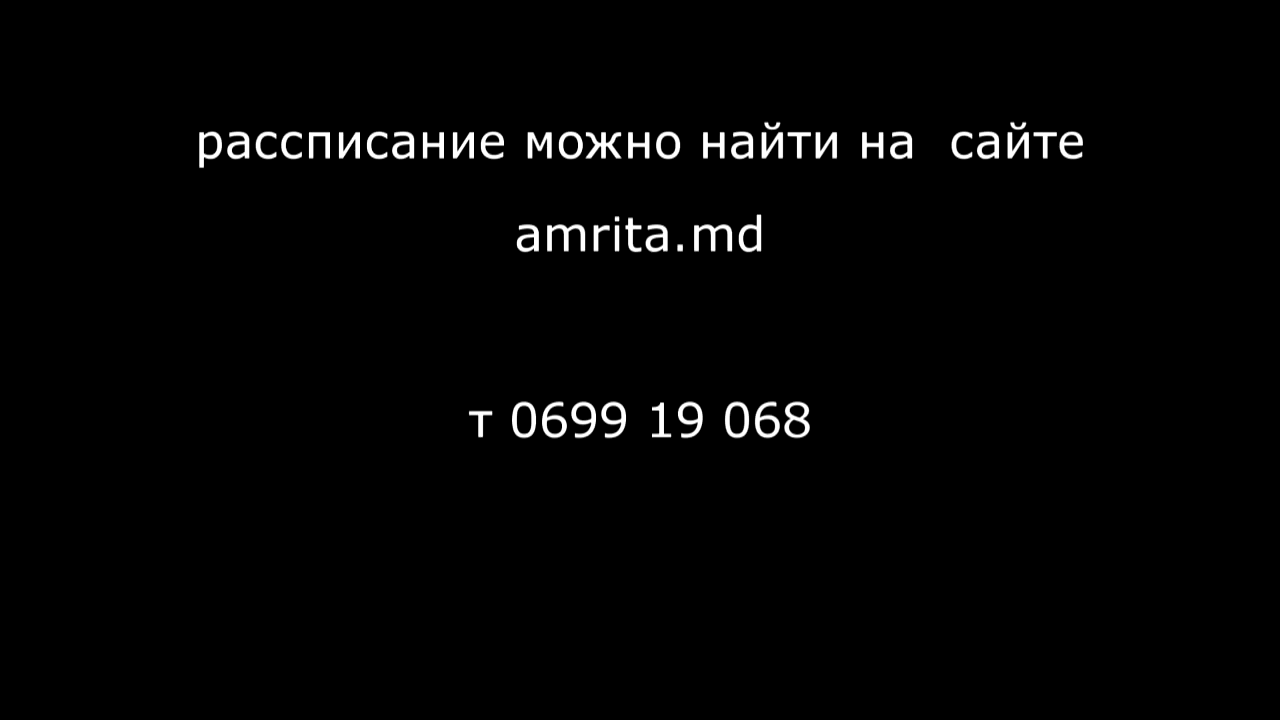 рассписание можно найти на  сайте
amrita.md
т 0699 19 068